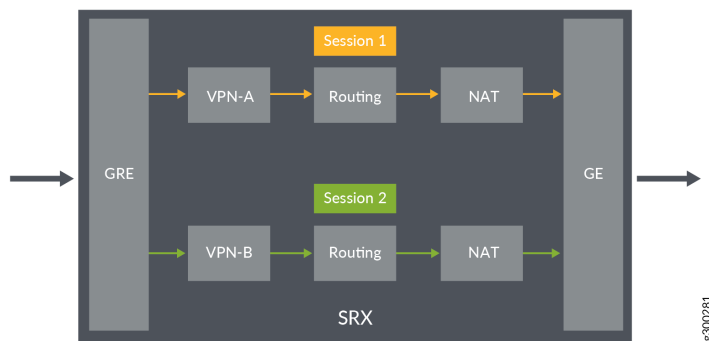 Session 1
GRE
VPN-A
Routing
NAT
GE
Session 2
VPN-B
Routing
NAT
SRX
g300281